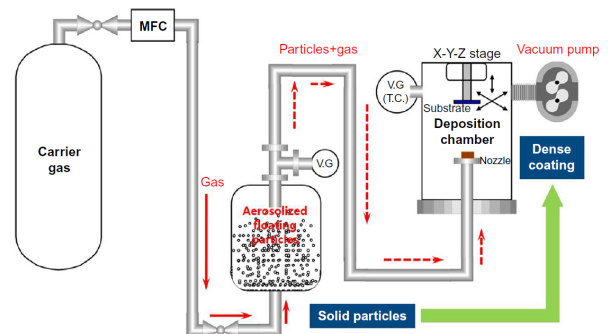 MFC
Carrier
gas
Gas
Particles+gas
V.G
Aerosolized
floating
particles
X-Y-Z stage
Vacuum pump
V.G
(T.C.)
Substrate
Deposition
chamber
Nozzle
Dense
coating
Solid particles